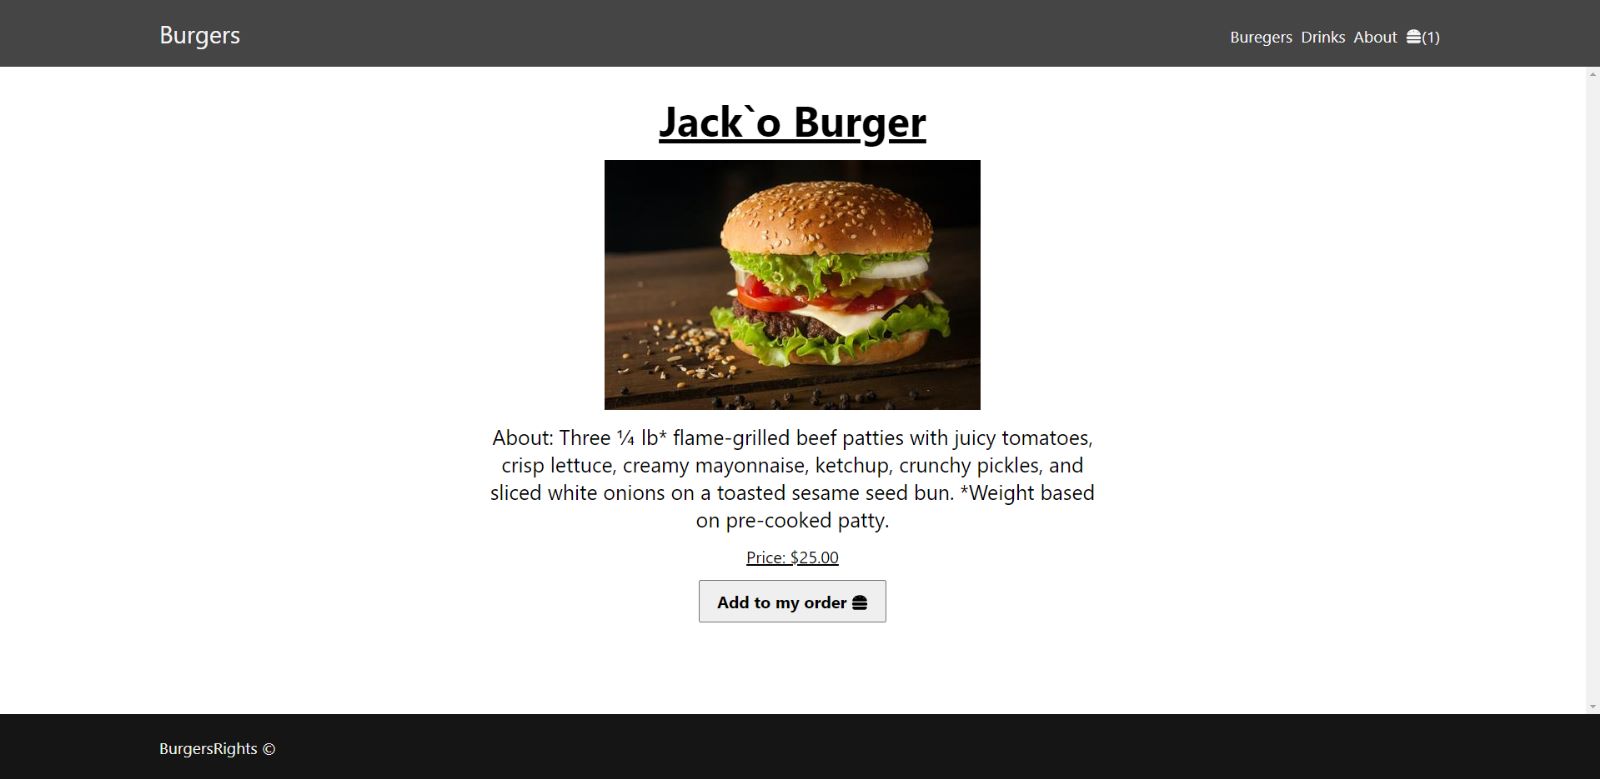 Burgers
Buregers Drinks About (1)
Jack`o Burger
About: Three ¼ lb* flame-grilled beef patties with juicy tomatoes,
crisp lettuce, creamy mayonnaise, ketchup, crunchy pickles, and
sliced white onions on a toasted sesame seed bun. *Weight based
on pre-cooked patty.
Price: $25.00
Add to my order
BurgersRights ©